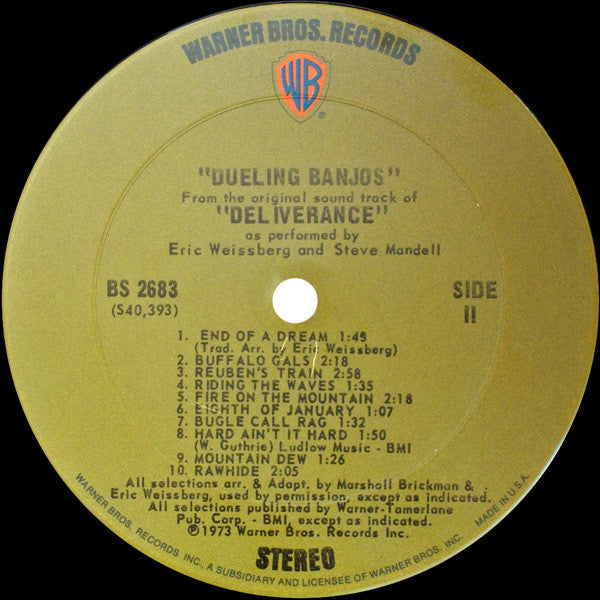 WARNER BROS. RECORDS
WB
®
"DUELING BANJOS"
From the original sound track of
"DELIVERANCE"
as performed by
Eric Weissberg and Steve Mandell
BS 2683
(S40,393)
SIDE
II
1. END OF A DREAM 1:48
(Trad. Arr. by Eric Weissberg)
2. BUFFALO GALS 2:18
3. REUBEN'S TRAIN 2:58
4. RIDING THE WAVES 1:35
5. FIRE ON THE MOUNTAIN 2:18
6. EIGHTH OF JANUARY 1:07
7. BUGLE CALL RAG 1:32
8. HARD AIN'T IT HARD 1:50
(W. Guthrie) Ludlow Music - BMI
9. MOUNTAIN DEW 1:26
10. RAWHIDE 2:05
All selections arr. & Adapt. by Marshall Brickman &
Eric Weissberg, used by permission, except as indicated.
All selections published by Warner-Tamerlane
Pub. Corp. - BMI, except as indicated.
℗1973 Warner Bros. Records Inc.
STEREO
WARNER BROS. RECORDS INC., A SUBSIDIARY AND LICENSEE OF WARNER BROS. INC. MADE IN U.S.A.